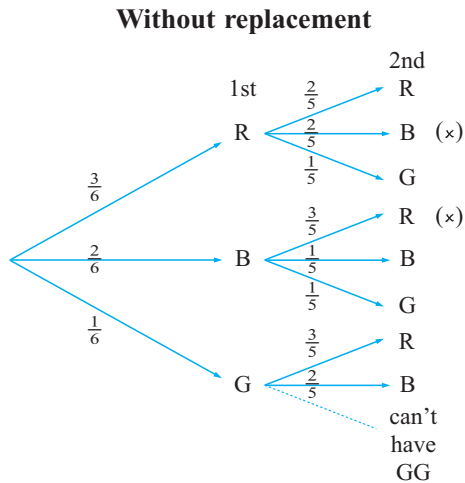 Without replacement
2nd
1st
2/5 R
R 2/5 B (×)
1/5 G
3/6
3/5 R (×)
2/6 B 1/5 B
1/5 G
1/6
3/5 R
G 2/5 B
can't
have
GG